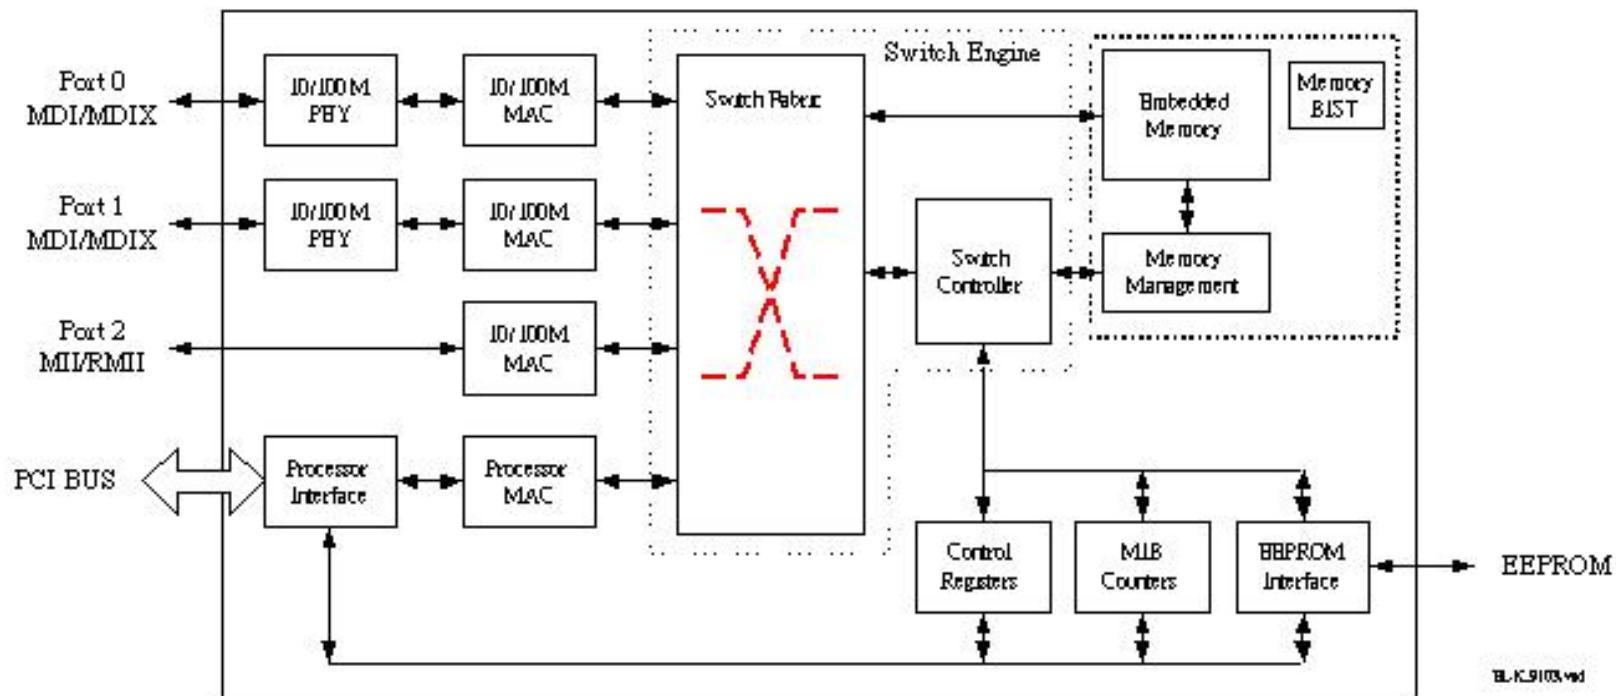 Switch Engine
Port 0
MDI/MDIX
10/100M
PHY
10/100M
MAC
Switch Fabric
Embedded
Memory
Memory
BIST
Port 1
MDI/MDIX
10/100M
PHY
10/100M
MAC
Switch
Controller
Memory
Management
Port 2
MII/RMII
10/100M
MAC
PCI BUS
Processor
Interface
Processor
MAC
Control
Registers
MIB
Counters
EEPROM
Interface
EEPROM